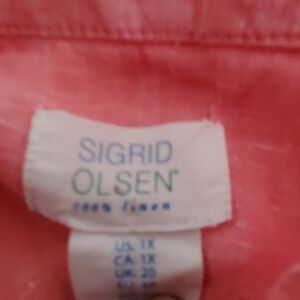 SIGRID
OLSEN
100% linen
US: 1X
CA: 1X
UK: 20